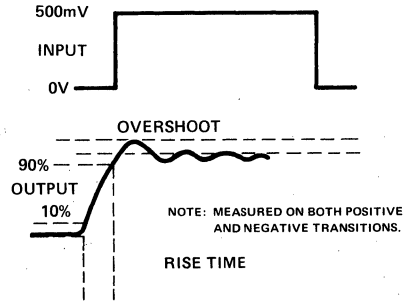 500mV
INPUT
0V
OVERSHOOT
90%
OUTPUT
10%
NOTE: MEASURED ON BOTH POSITIVE
AND NEGATIVE TRANSITIONS.
RISE TIME